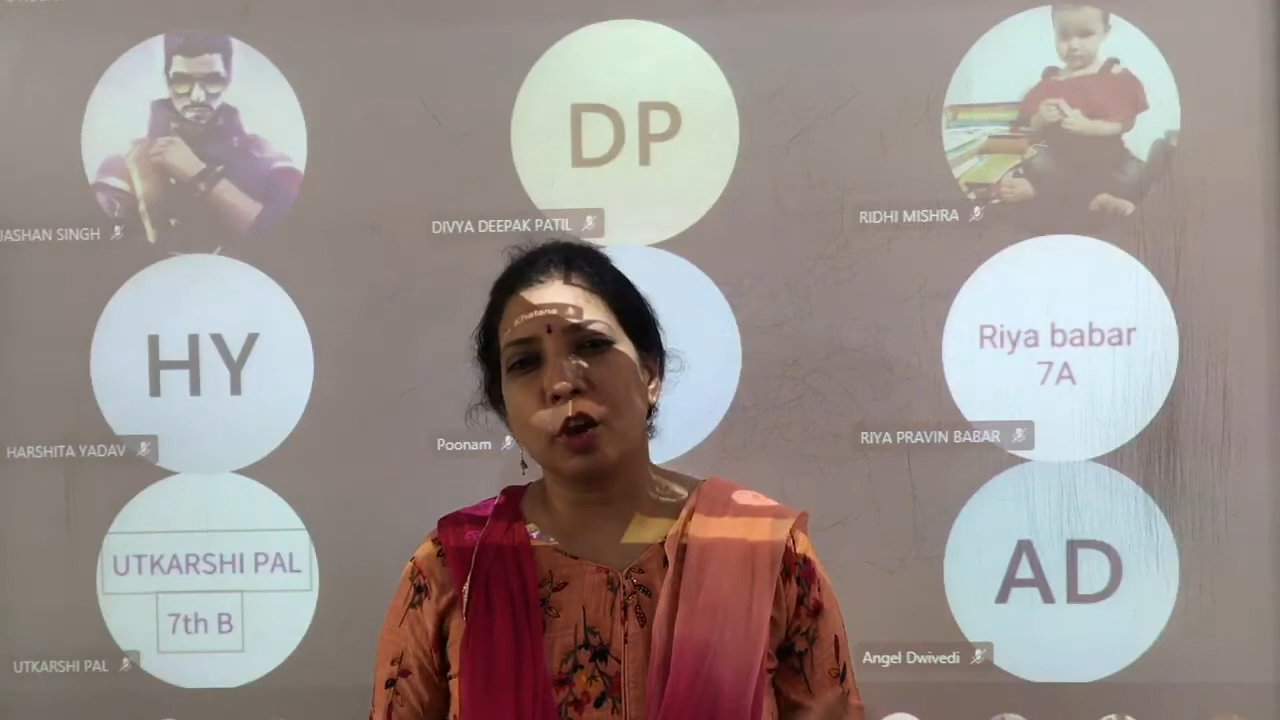 JASHAN SINGH
DP
DIVYA DEEPAK PATIL
RIDHI MISHRA
HY
HARSHITA YADAV
Khatana
Poonam
Riya babar
7A
RIYA PRAVIN BABAR
UTKARSHI PAL
7th B
UTKARSHI PAL
AD
Angel Dwivedi